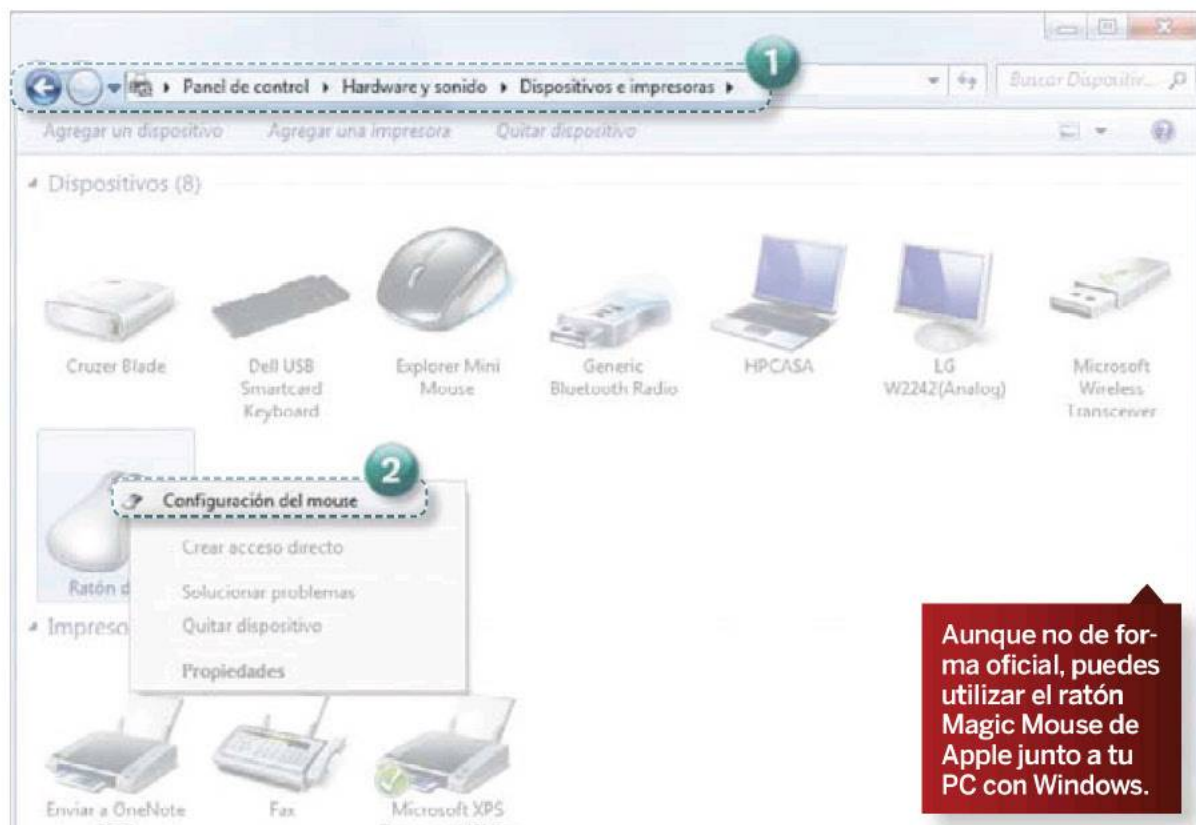 1
Panel de control ▸ Hardware y sonido ▸ Dispositivos e impresoras ▸
Buscar Dispositiv...
Agregar un dispositivo Agregar una impresora Quitar dispositivo
Dispositivos (8)
Cruzer Blade
Dell USB
Smartcard
Keyboard
Explorer Mini
Mouse
Generic
Bluetooth Radio
HPCASA
LG
W2242(Analog)
Microsoft
Wireless
Transceiver
2
Configuración del mouse
Crear acceso directo
Solucionar problemas
Quitar dispositivo
Propiedades
Ratón d
Impreso
Enviar a OneNote
Fax
Microsoft XPS
Aunque no de for-
ma oficial, puedes
utilizar el ratón
Magic Mouse de
Apple junto a tu
PC con Windows.